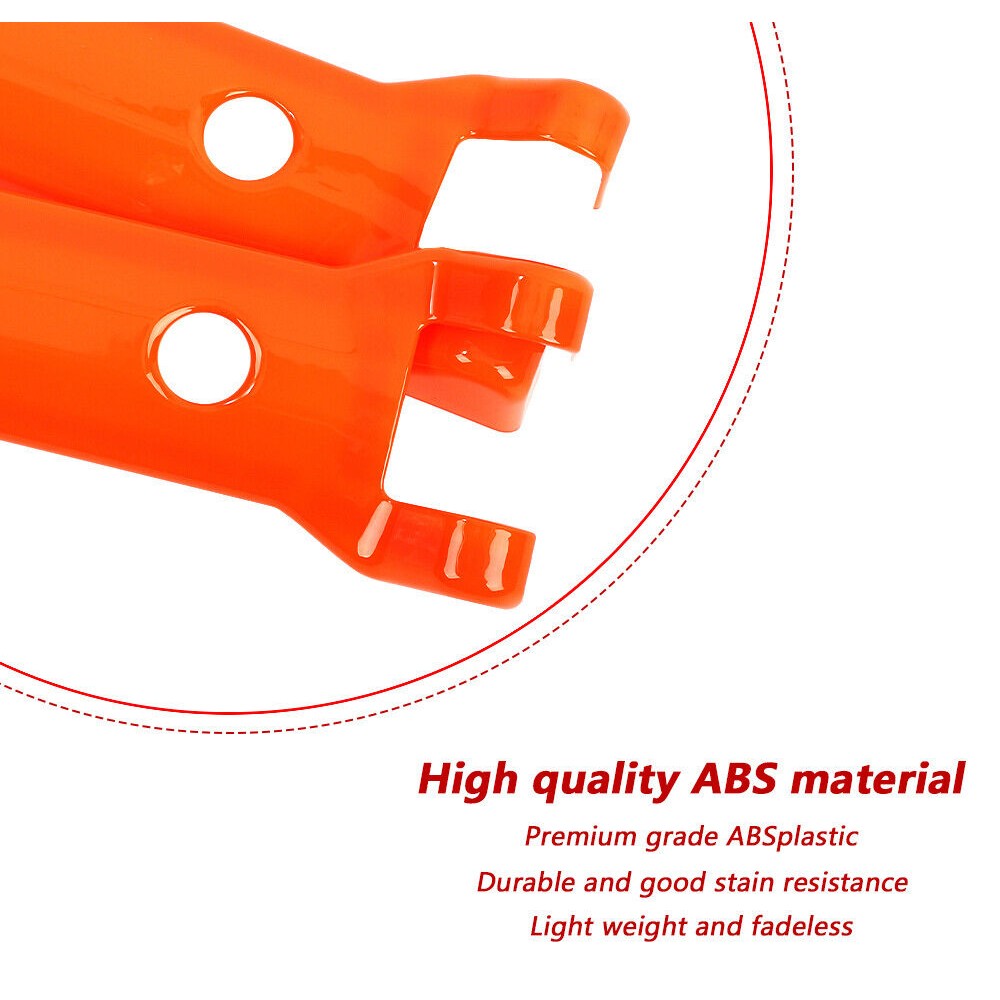 High quality ABS material
Premium grade ABSplastic
Durable and good stain resistance
Light weight and fadeless